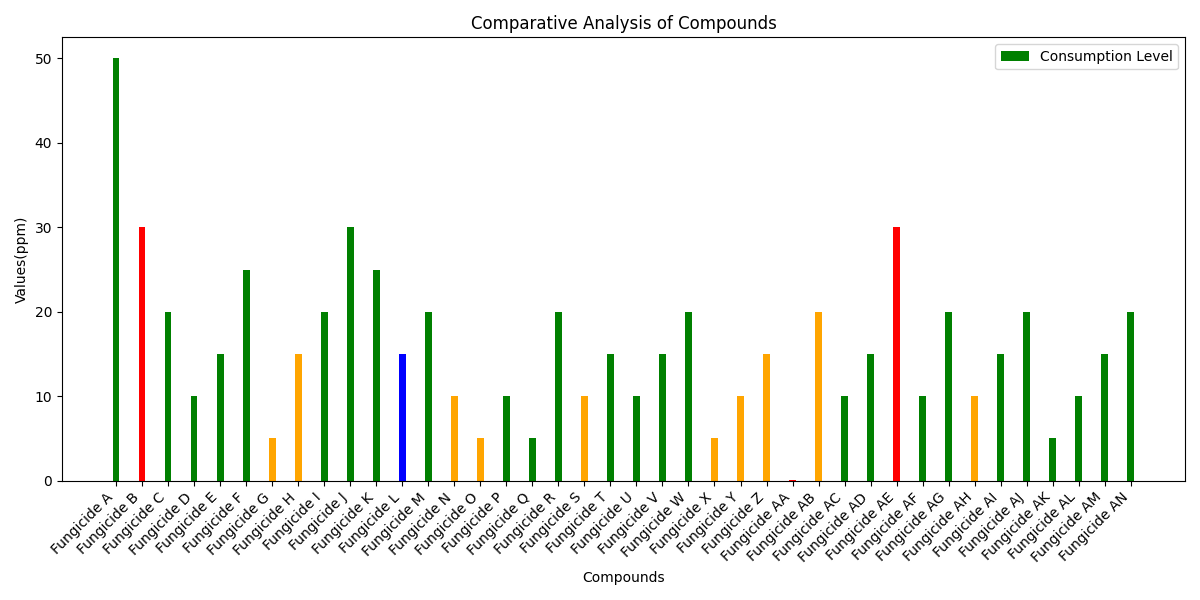 Comparative Analysis of Compounds
Consumption Level
Values(ppm)
50
40
30
20
10
0
Fungicide A
Fungicide B
Fungicide C
Fungicide D
Fungicide E
Fungicide F
Fungicide G
Fungicide H
Fungicide I
Fungicide J
Fungicide K
Fungicide L
Fungicide M
Fungicide N
Fungicide O
Fungicide P
Fungicide Q
Fungicide R
Fungicide S
Fungicide T
Fungicide U
Fungicide V
Fungicide W
Fungicide X
Fungicide Y
Fungicide Z
Fungicide AA
Fungicide AB
Fungicide AC
Fungicide AD
Fungicide AE
Fungicide AF
Fungicide AG
Fungicide AH
Fungicide AI
Fungicide AJ
Fungicide AK
Fungicide AL
Fungicide AM
Fungicide AN
Compounds